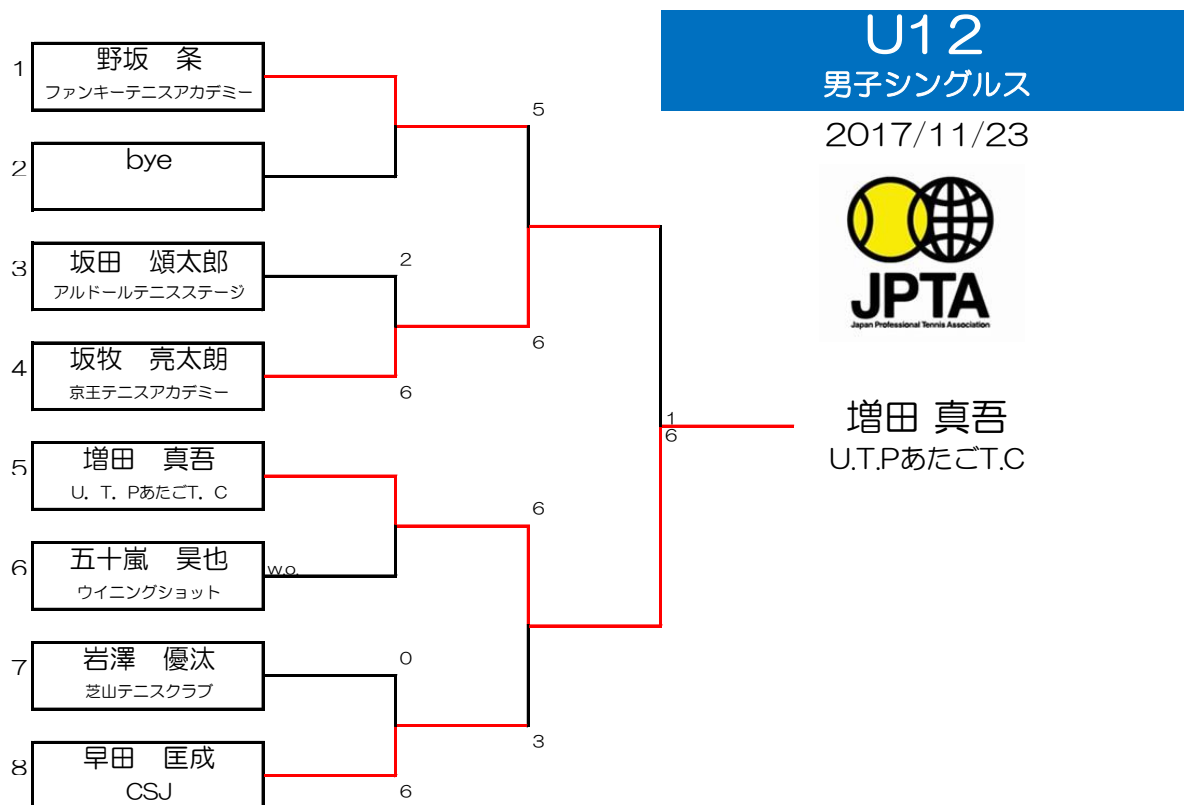 U12
男子シングルス
2017/11/23
JPTA
Japan Professional Tennis Association
1
野坂　条
ファンキーテニスアカデミー
2
bye
3
坂田　頌太郎
アルドールテニスステージ
4
坂牧　亮太朗
京王テニスアカデミー
5
増田　真吾
U．T．PあたごT．C
6
五十嵐　昊也
ウイニングショット
w.o.
7
岩澤　優汰
芝山テニスクラブ
8
早田　匡成
CSJ
2
6
0
6
5
6
6
3
1
6
増田 真吾
U.T.PあたごT.C